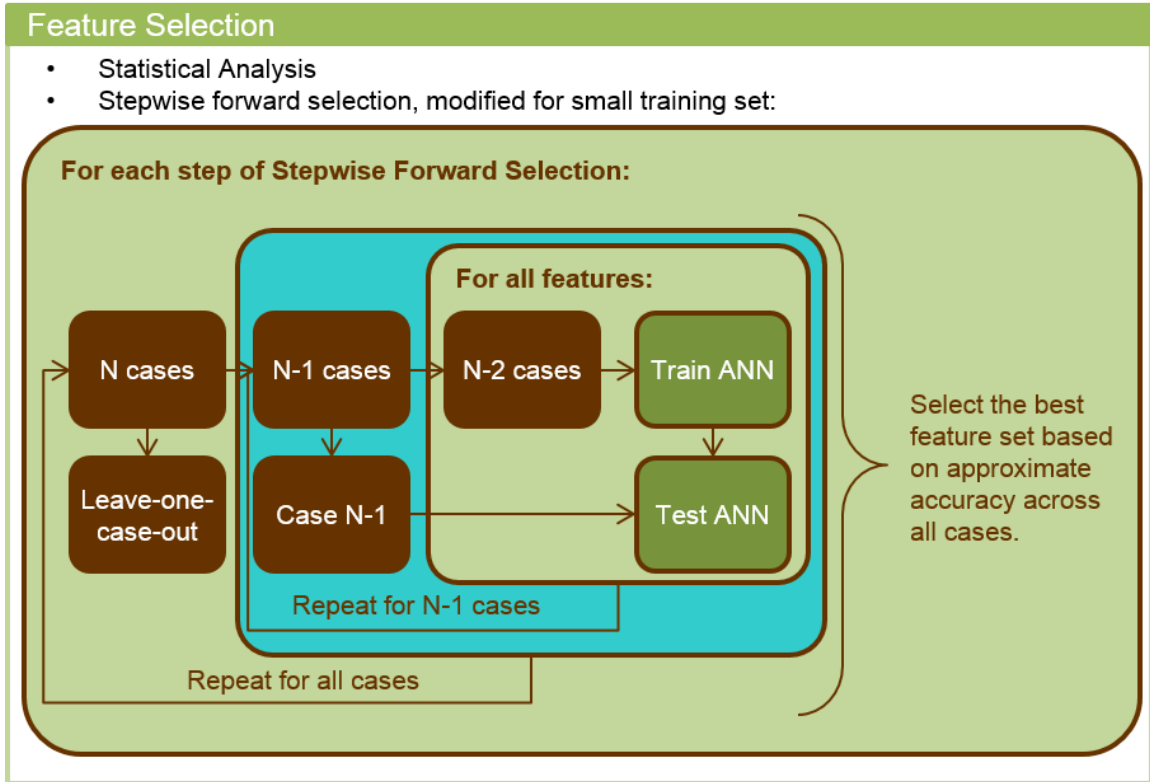 Feature Selection
• Statistical Analysis
• Stepwise forward selection, modified for small training set:
For each step of Stepwise Forward Selection:
For all features:
N cases
N-1 cases
N-2 cases
Train ANN
Leave-one-
case-out
Case N-1
Test ANN
Repeat for N-1 cases
Repeat for all cases
Select the best
feature set based
on approximate
accuracy across
all cases.